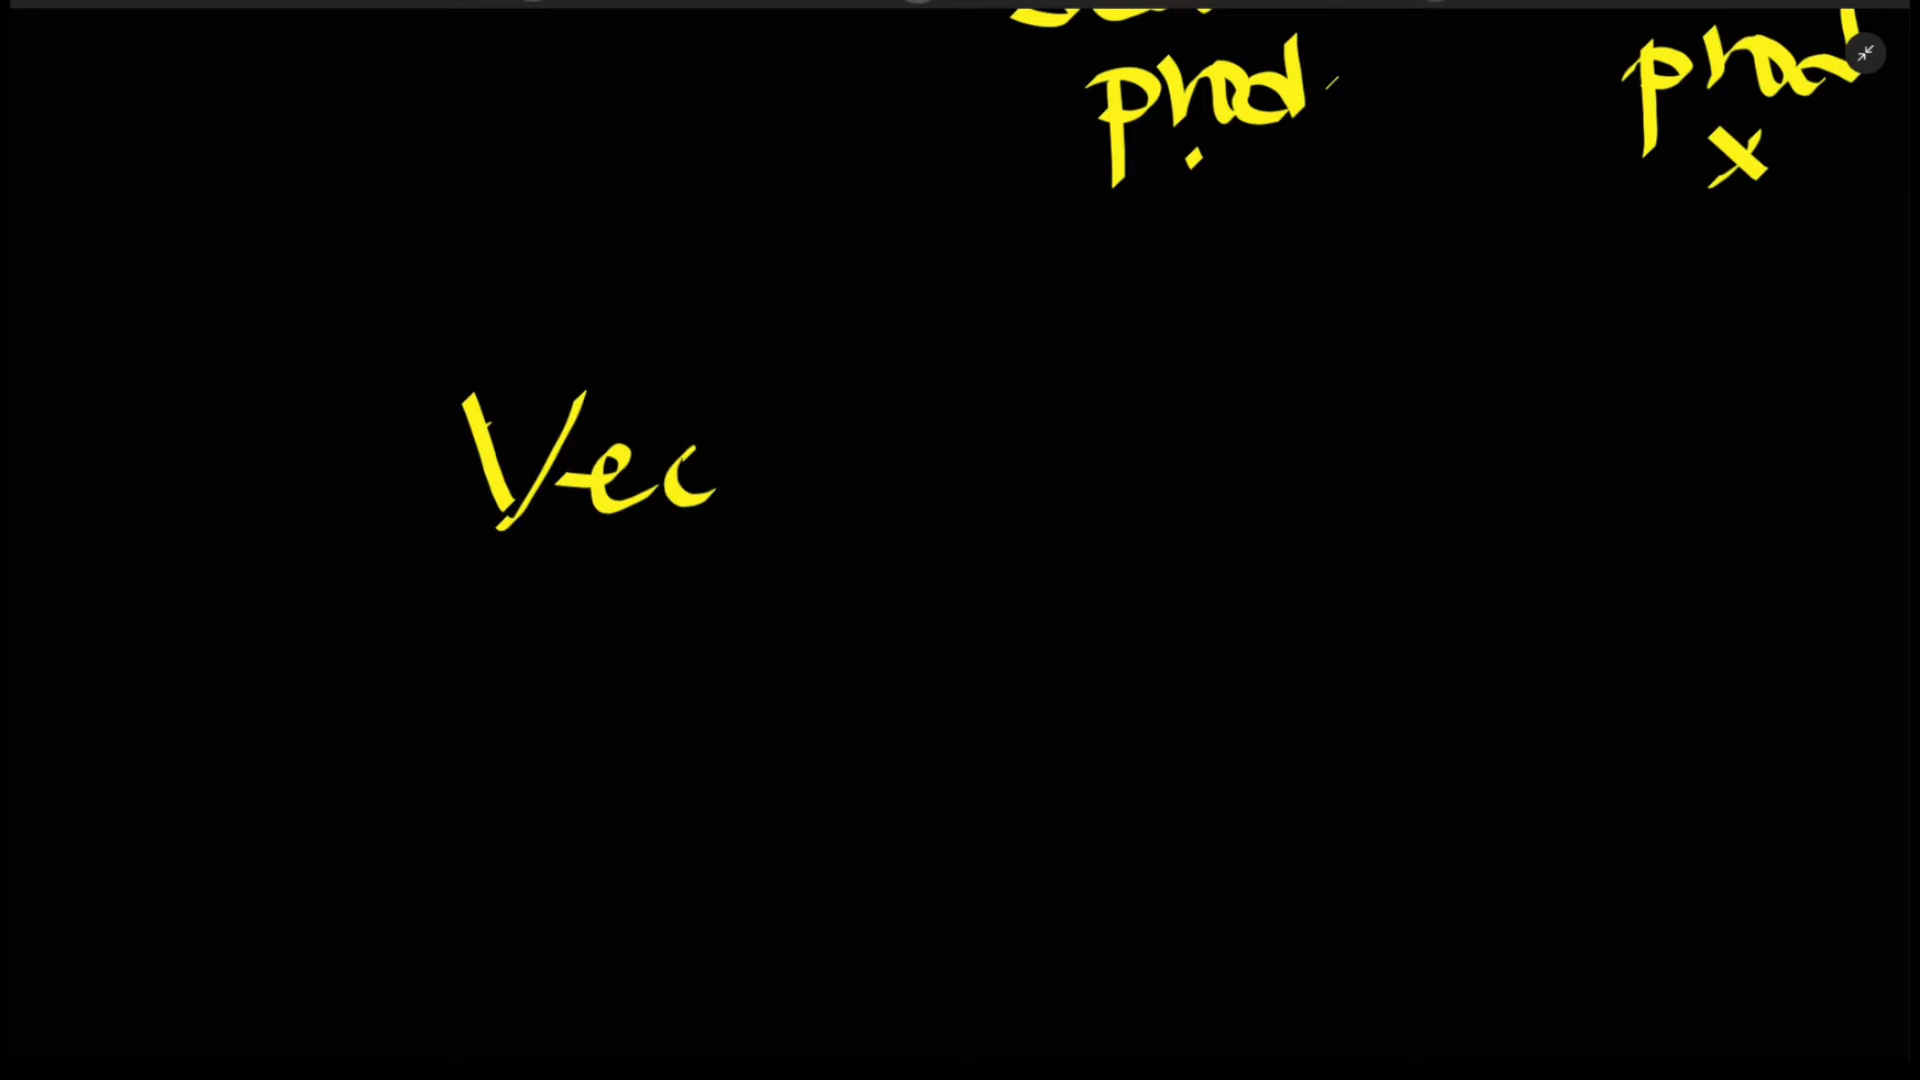 prod prod
. x
Vec